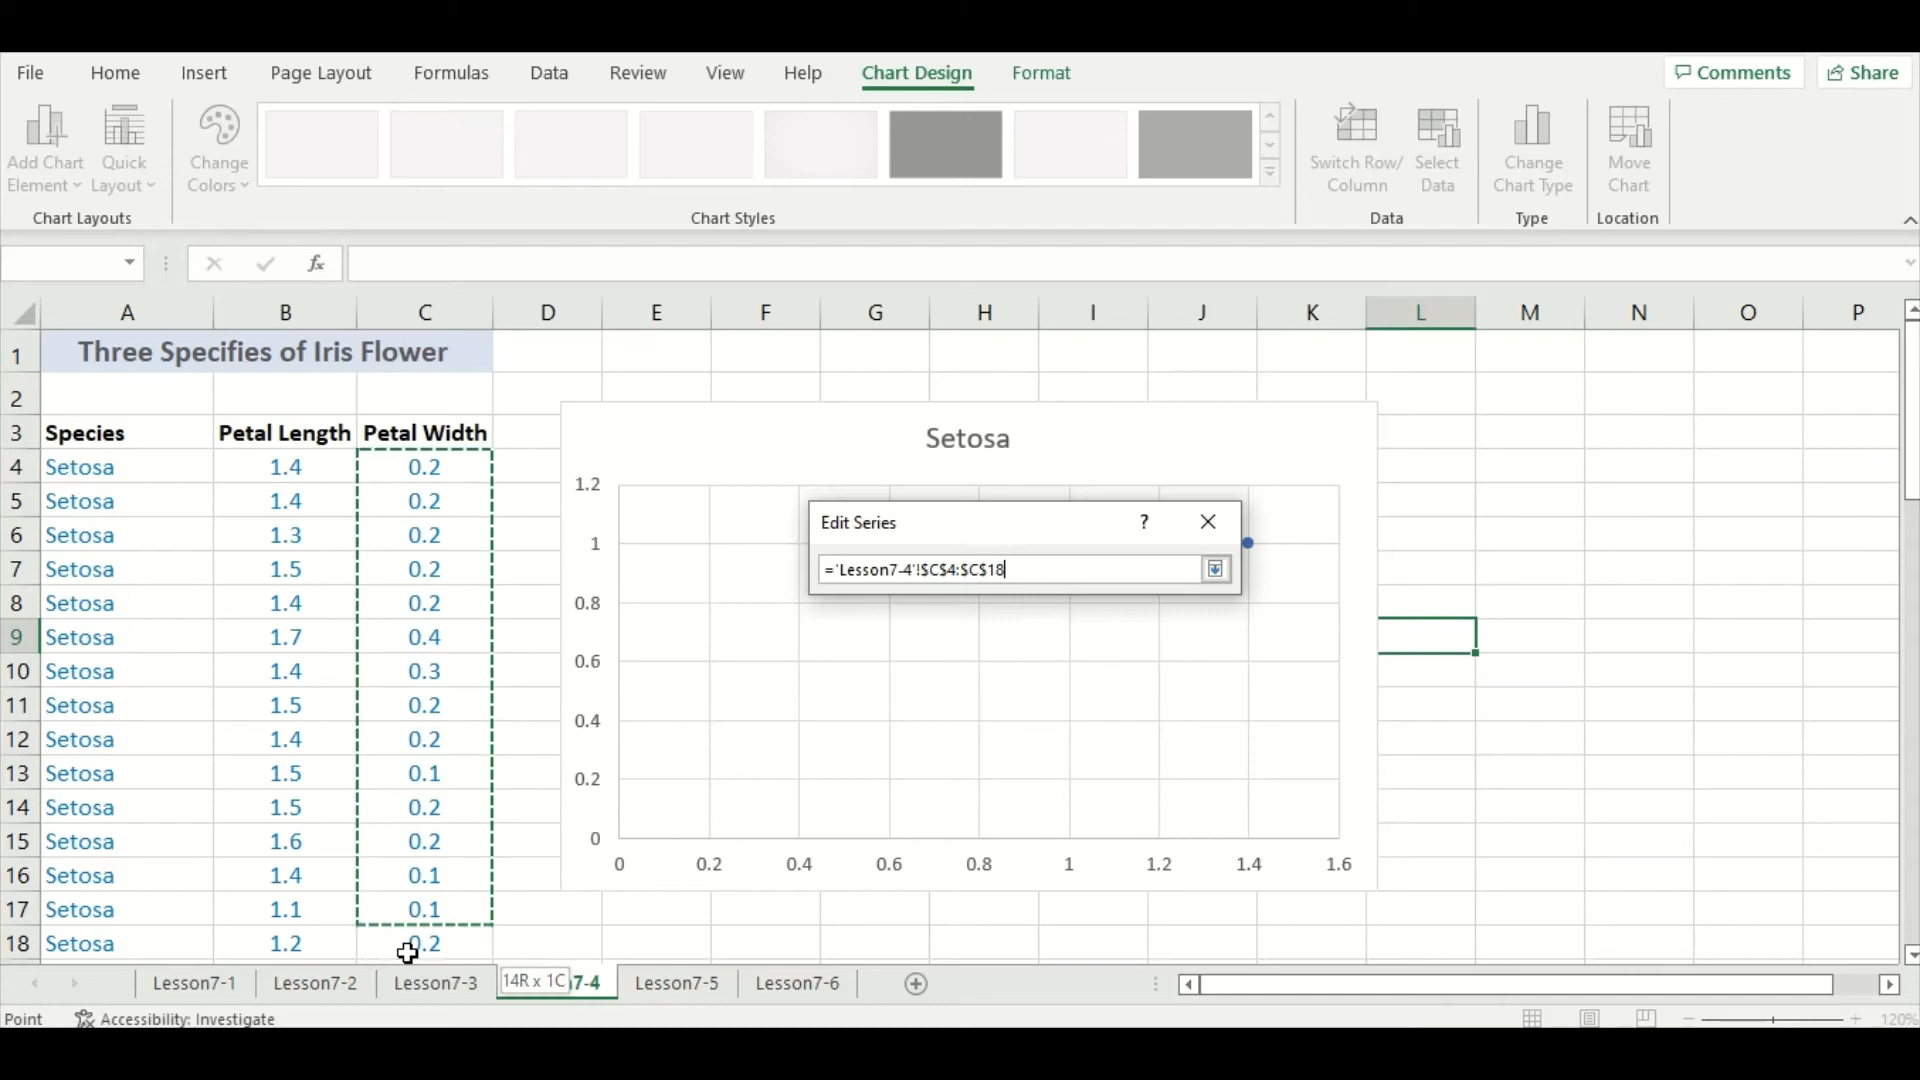 File Home Insert Page Layout Formulas Data Review View Help Chart Design Format Comments Share
Add Chart Element Quick Layout Change Colors Switch Row/ Column Select Data Change Chart Type Move Chart
Chart Layouts Chart Styles Data Type Location
fx
A B C D E F G H I J K L M N O P
1 Three Specifies of Iris Flower
2
3 Species Petal Length Petal Width
4 Setosa 1.4 0.2
5 Setosa 1.4 0.2
6 Setosa 1.3 0.2
7 Setosa 1.5 0.2
8 Setosa 1.4 0.2
9 Setosa 1.7 0.4
10 Setosa 1.4 0.3
11 Setosa 1.5 0.2
12 Setosa 1.4 0.2
13 Setosa 1.5 0.1
14 Setosa 1.5 0.2
15 Setosa 1.6 0.2
16 Setosa 1.4 0.1
17 Setosa 1.1 0.1
18 Setosa 1.2 0.2
Setosa
1.2
1
0.8
0.6
0.4
0.2
0
0 0.2 0.4 0.6 0.8 1 1.2 1.4 1.6
Edit Series ?
='Lesson7-4'!$C$4:$C$18
Lesson7-1 Lesson7-2 Lesson7-3 14R x 1C 7-4 Lesson7-5 Lesson7-6
Point Accessibility: Investigate 120%